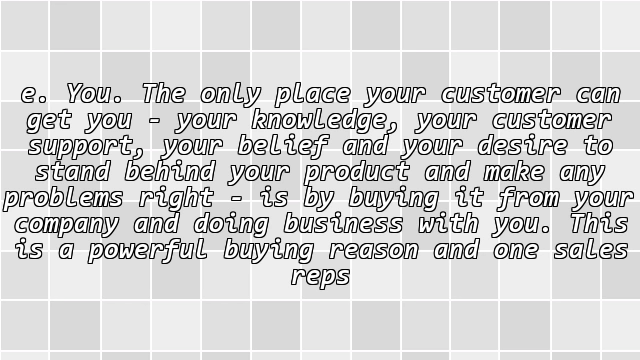 e. You. The only place your customer can
get you - your knowledge, your customer
support, your belief and your desire to
stand behind your product and make any
problems right - is by buying it from your
company and doing business with you. This
is a powerful buying reason and one sales
reps